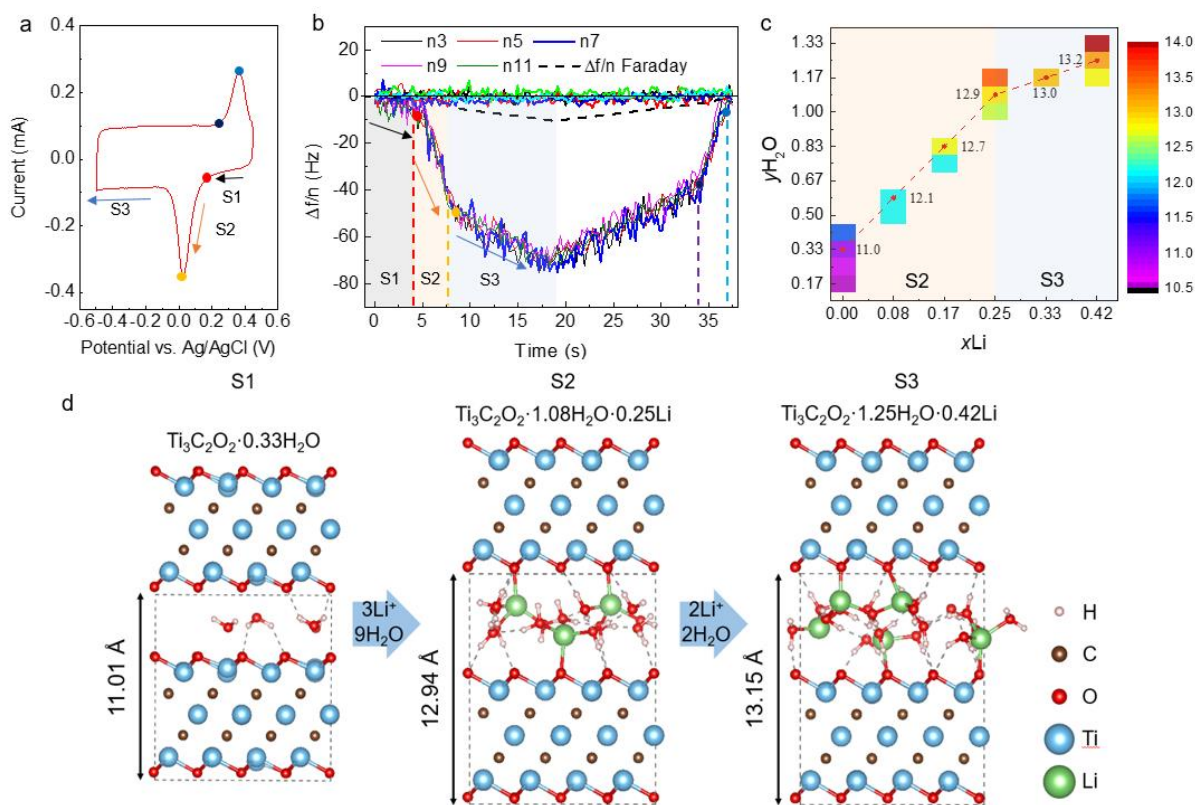 a
0.4
0.2
0.0
-0.2
-0.4
-0.6 -0.4 -0.2 0.0 0.2 0.4 0.6
Current (mA)
Potential vs. Ag/AgCl (V)
S1
S2
S3
b
n3 n5 n7
n9 n11 Δf/n Faraday
20
0
-20
-40
-60
-80
Δf/n (Hz)
S1 S2 S3
0 5 10 15 20 25 30 35
Time (s)
c
1.33
1.17
1.00
0.83
0.67
0.50
0.33
0.17
yH₂O
11.0
12.1
12.7
12.9
13.0
13.2
S2 S3
0.00 0.08 0.17 0.25 0.33 0.42
xLi
14.0
13.5
13.0
12.5
12.0
11.5
11.0
10.5
d
S1 S2 S3
Ti₃C₂O₂·0.33H₂O
Ti₃C₂O₂·1.08H₂O·0.25Li
Ti₃C₂O₂·1.25H₂O·0.42Li
11.01 Å
3Li⁺
9H₂O
12.94 Å
2Li⁺
2H₂O
13.15 Å
H
C
O
Ti
Li